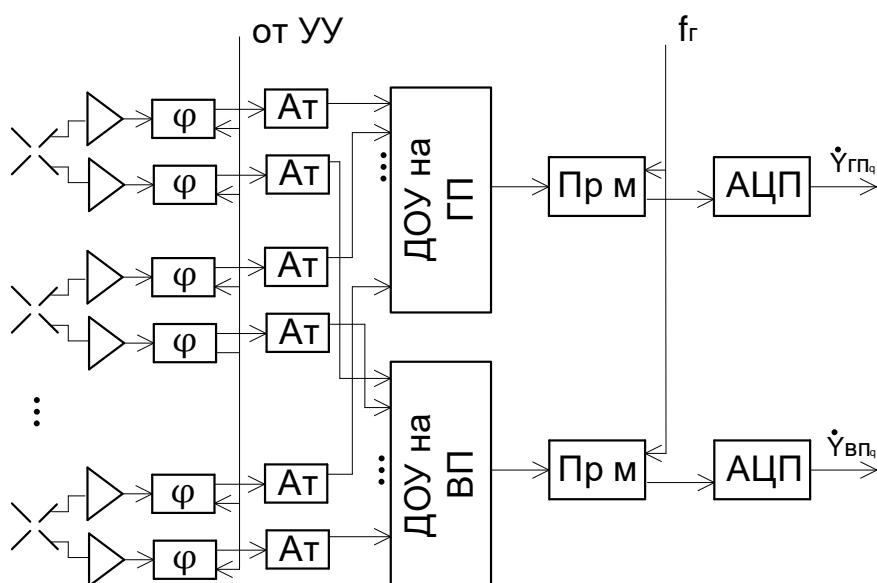 от УУ
fг
φ
Ат
φ
Ат
ДОУ на
ГП
Пр м
АЦП
ẎГПq
φ
Ат
φ
Ат
ДОУ на
ВП
Пр м
АЦП
ẎВПq
φ
Ат
φ
Ат